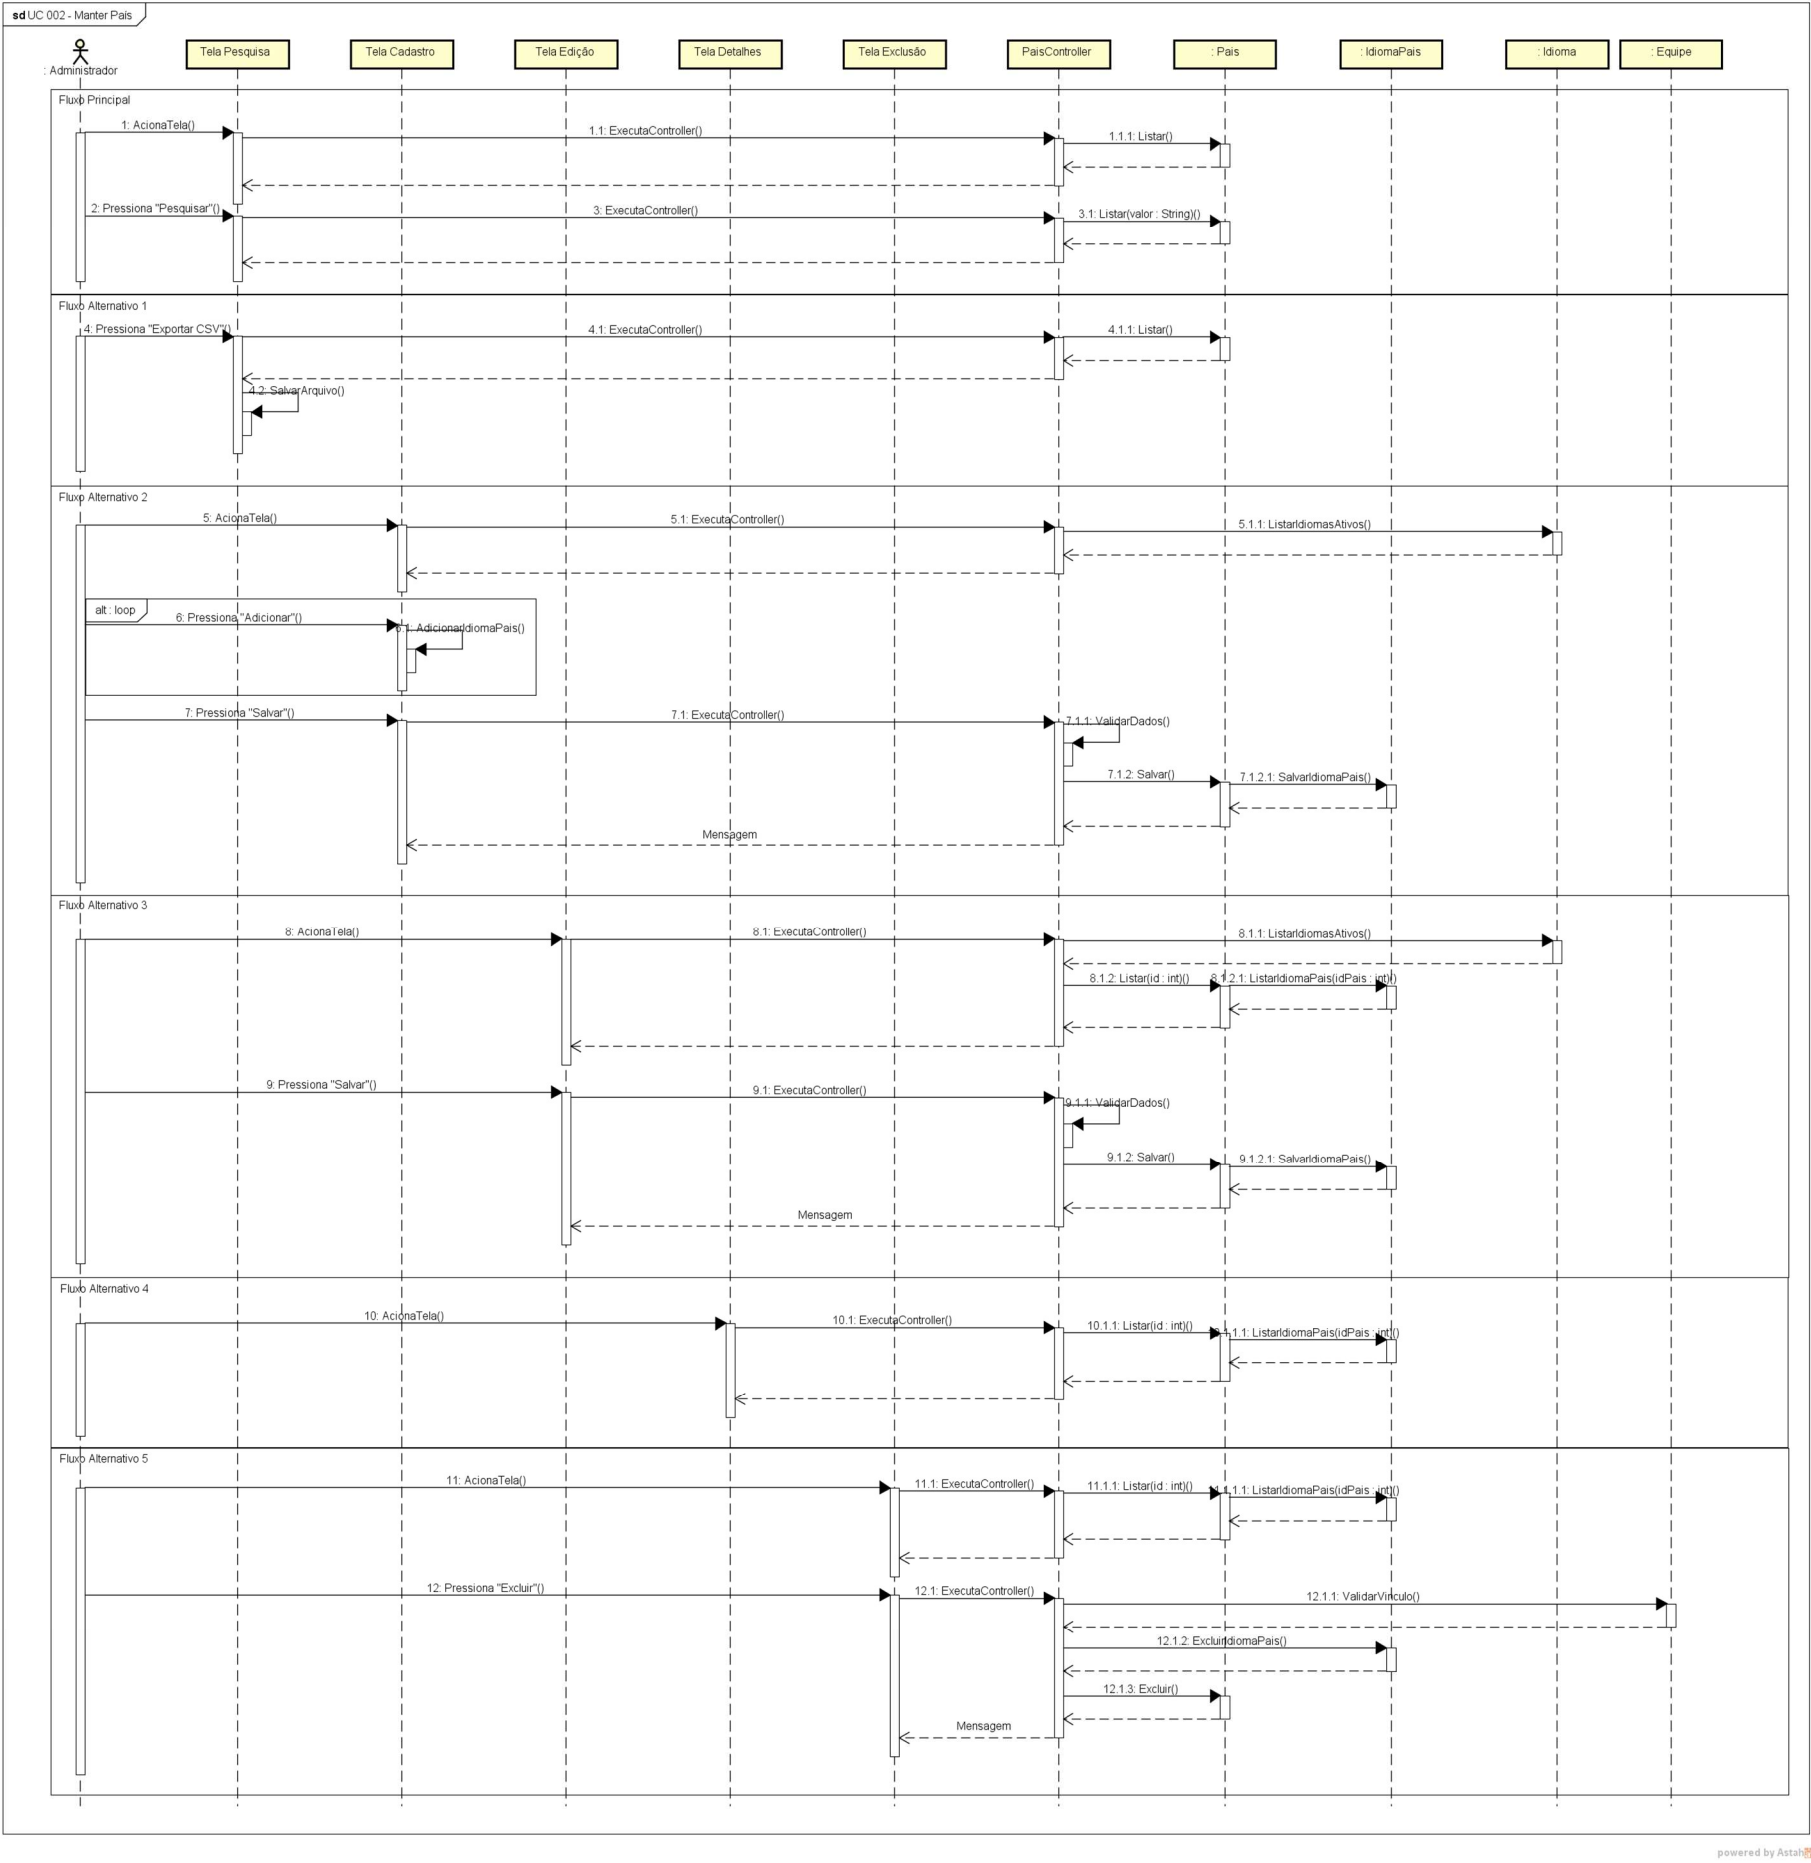 sd UC 002 - Manter País
: Administrador
Tela Pesquisa
Tela Cadastro
Tela Edição
Tela Detalhes
Tela Exclusão
PaisController
: Pais
: IdiomaPais
: Idioma
: Equipe
Fluxo Principal
1: AcionaTela()
1.1: ExecutaController()
1.1.1: Listar()
2: Pressiona "Pesquisar"()
3: ExecutaController()
3.1: Listar(valor : String)()
Fluxo Alternativo 1
4: Pressiona "Exportar CSV"()
4.1: ExecutaController()
4.1.1: Listar()
4.2: SalvarArquivo()
Fluxo Alternativo 2
5: AcionaTela()
5.1: ExecutaController()
5.1.1: ListarIdiomasAtivos()
alt : loop
6: Pressiona "Adicionar"()
6.1: AdicionarIdiomaPais()
7: Pressiona "Salvar"()
7.1: ExecutaController()
7.1.1: ValidarDados()
7.1.2: Salvar()
7.1.2.1: SalvarIdiomaPais()
Mensagem
Fluxo Alternativo 3
8: AcionaTela()
8.1: ExecutaController()
8.1.1: ListarIdiomasAtivos()
8.1.2: Listar(id : int)()
8.1.2.1: ListarIdiomaPais(idPais : int)()
9: Pressiona "Salvar"()
9.1: ExecutaController()
9.1.1: ValidarDados()
9.1.2: Salvar()
9.1.2.1: SalvarIdiomaPais()
Mensagem
Fluxo Alternativo 4
10: AcionaTela()
10.1: ExecutaController()
10.1.1: Listar(id : int)()
10.1.1.1: ListarIdiomaPais(idPais : int)()
Fluxo Alternativo 5
11: AcionaTela()
11.1: ExecutaController()
11.1.1: Listar(id : int)()
11.1.1.1: ListarIdiomaPais(idPais : int)()
12: Pressiona "Excluir"()
12.1: ExecutaController()
12.1.1: ValidarVinculo()
12.1.2: ExcluirIdiomaPais()
12.1.3: Excluir()
Mensagem
powered by Astah